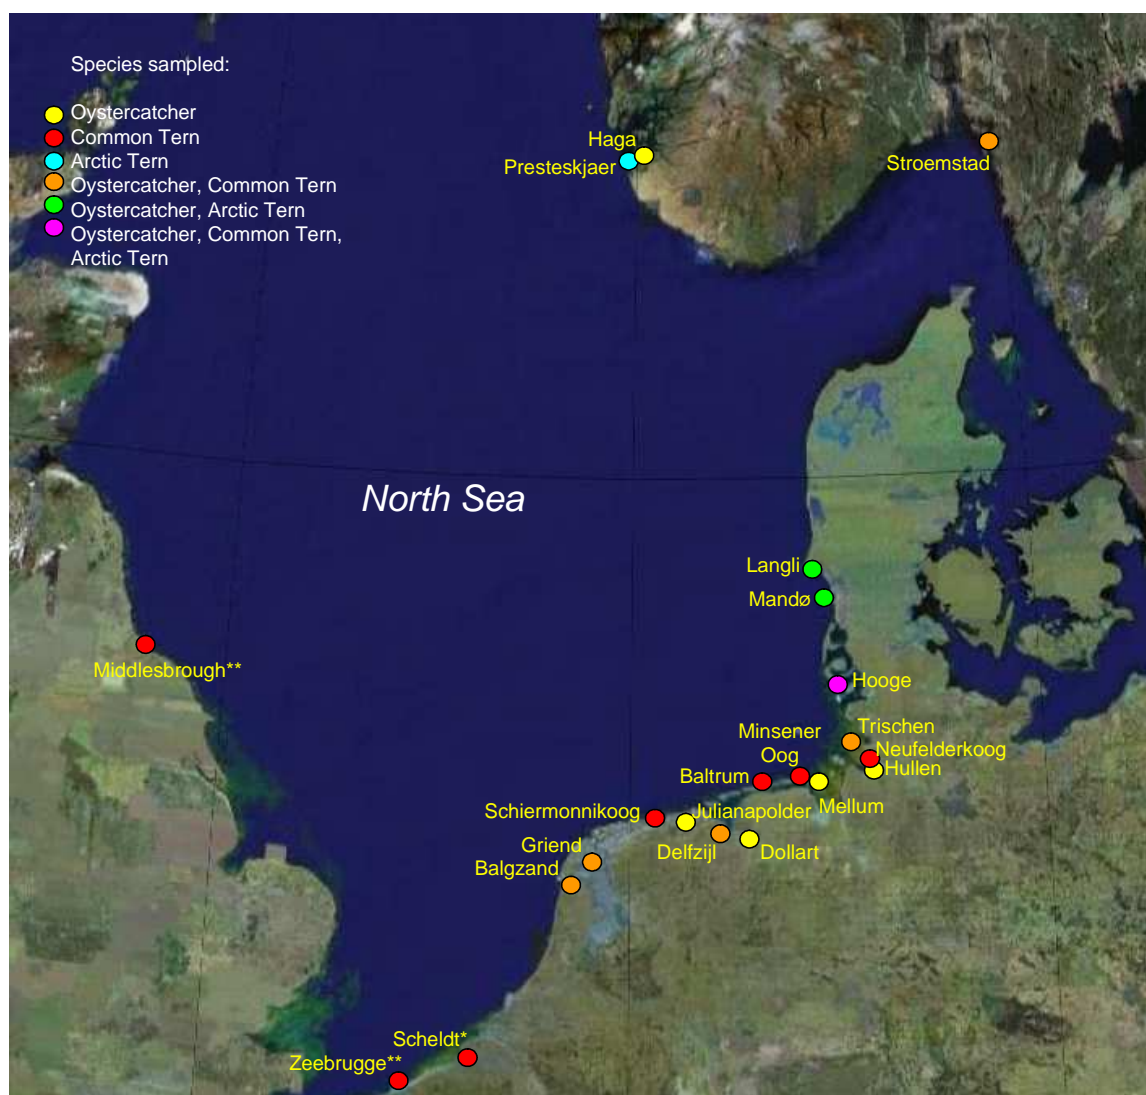 Species sampled:
Oystercatcher
Common Tern
Arctic Tern
Oystercatcher, Common Tern
Oystercatcher, Arctic Tern
Oystercatcher, Common Tern,
Arctic Tern
Haga
Presteskjaer
Stroemstad
North Sea
Langli
Mandø
Middlesbrough**
Hooge
Trischen
Minsener
Oog
Neufelderkoog
Hullen
Baltrum
Mellum
Schiermonnikoog
Julianapolder
Delfzijl
Dollart
Griend
Balgzand
Scheldt*
Zeebrugge**